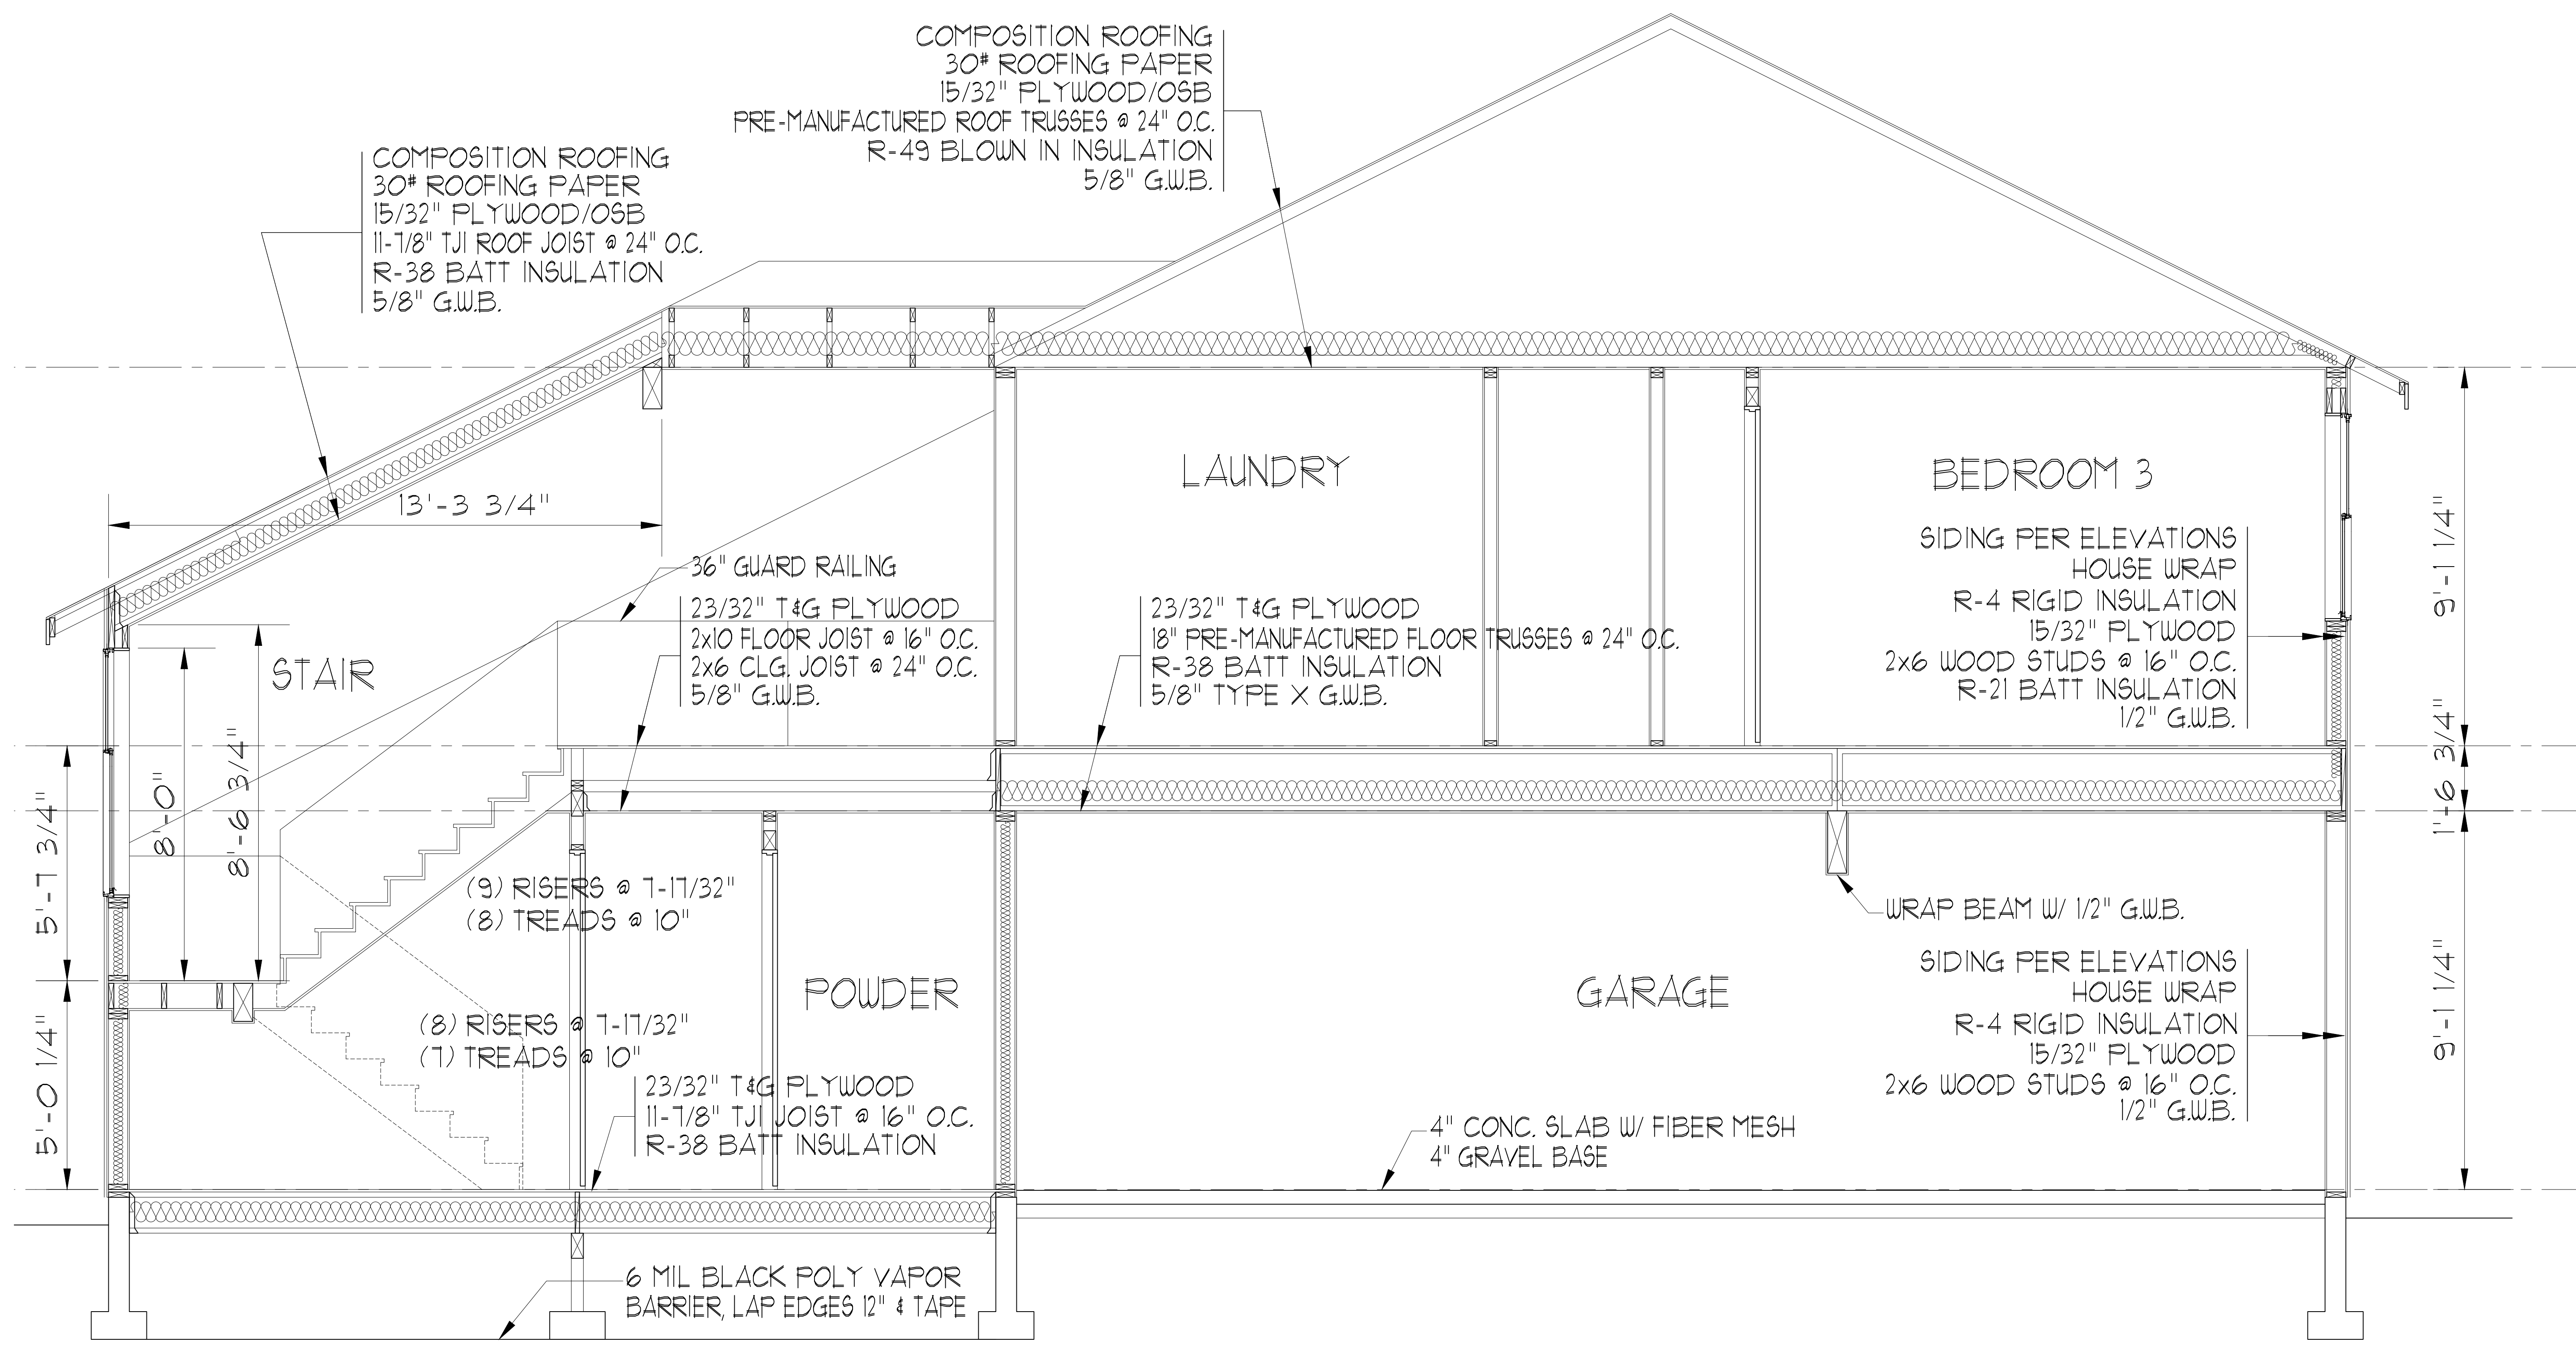 COMPOSITION ROOFING
30# ROOFING PAPER
15/32" PLYWOOD/OSB
PRE-MANUFACTURED ROOF TRUSSES @ 24" O.C.
R-49 BLOWN IN INSULATION
5/8" G.W.B.
COMPOSITION ROOFING
30# ROOFING PAPER
15/32" PLYWOOD/OSB
11-7/8" TJI ROOF JOIST @ 24" O.C.
R-38 BATT INSULATION
5/8" G.W.B.
13'-3 3/4"
LAUNDRY
BEDROOM 3
SIDING PER ELEVATIONS
HOUSE WRAP
R-4 RIGID INSULATION
15/32" PLYWOOD
2x6 WOOD STUDS @ 16" O.C.
R-21 BATT INSULATION
1/2" G.W.B.
9'-1 1/4"
36" GUARD RAILING
23/32" T&G PLYWOOD
2x10 FLOOR JOIST @ 16" O.C.
2x6 CLG. JOIST @ 24" O.C.
5/8" G.W.B.
23/32" T&G PLYWOOD
18" PRE-MANUFACTURED FLOOR TRUSSES @ 24" O.C.
R-38 BATT INSULATION
5/8" TYPE X G.W.B.
STAIR
8'-0"
8'-6 3/4"
5'-7 3/4"
1'-6 3/4"
(9) RISERS @ 7-17/32"
(8) TREADS @ 10"
WRAP BEAM W/ 1/2" G.W.B.
POWDER
GARAGE
SIDING PER ELEVATIONS
HOUSE WRAP
R-4 RIGID INSULATION
15/32" PLYWOOD
2x6 WOOD STUDS @ 16" O.C.
1/2" G.W.B.
9'-1 1/4"
(8) RISERS @ 7-17/32"
(7) TREADS @ 10"
5'-0 1/4"
23/32" T&G PLYWOOD
11-7/8" TJI JOIST @ 16" O.C.
R-38 BATT INSULATION
4" CONC. SLAB W/ FIBER MESH
4" GRAVEL BASE
6 MIL BLACK POLY VAPOR
BARRIER, LAP EDGES 12" & TAPE